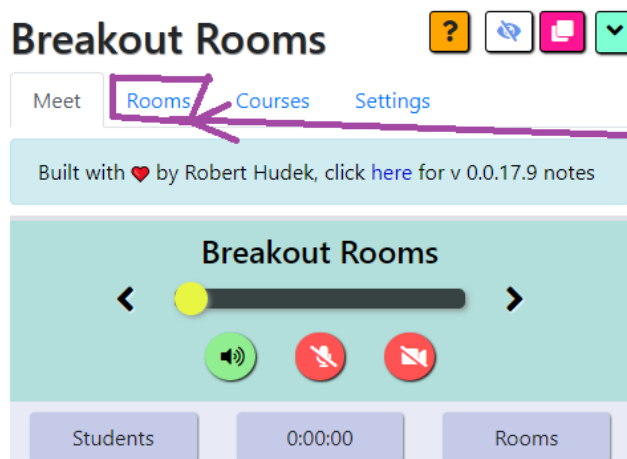 Breakout Rooms
?
Meet Rooms Courses Settings
Built with ❤ by Robert Hudek, click here for v 0.0.17.9 notes
Breakout Rooms
Students 0:00:00 Rooms